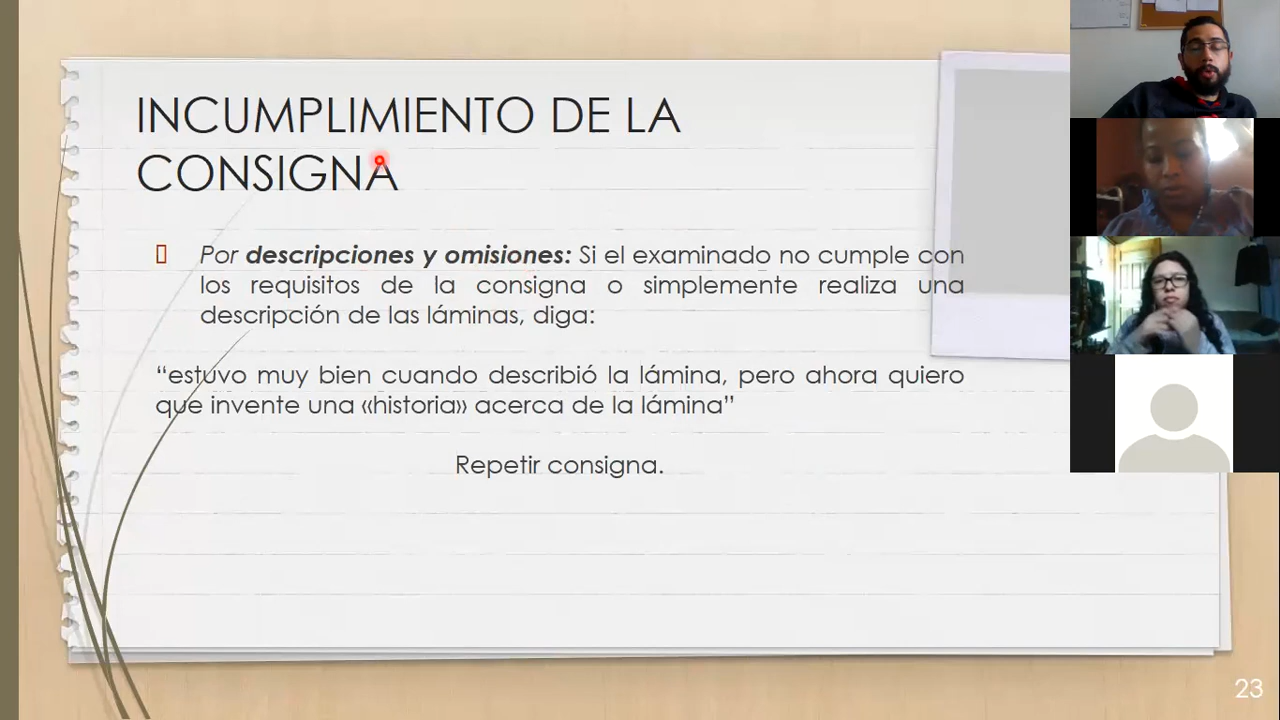 INCUMPLIMIENTO DE LA
CONSIGNA
Por descripciones y omisiones: Si el examinado no cumple con
los requisitos de la consigna o simplemente realiza una
descripción de las láminas, diga:
“estuvo muy bien cuando describió la lámina, pero ahora quiero
que invente una «historia» acerca de la lámina”
Repetir consigna.
23